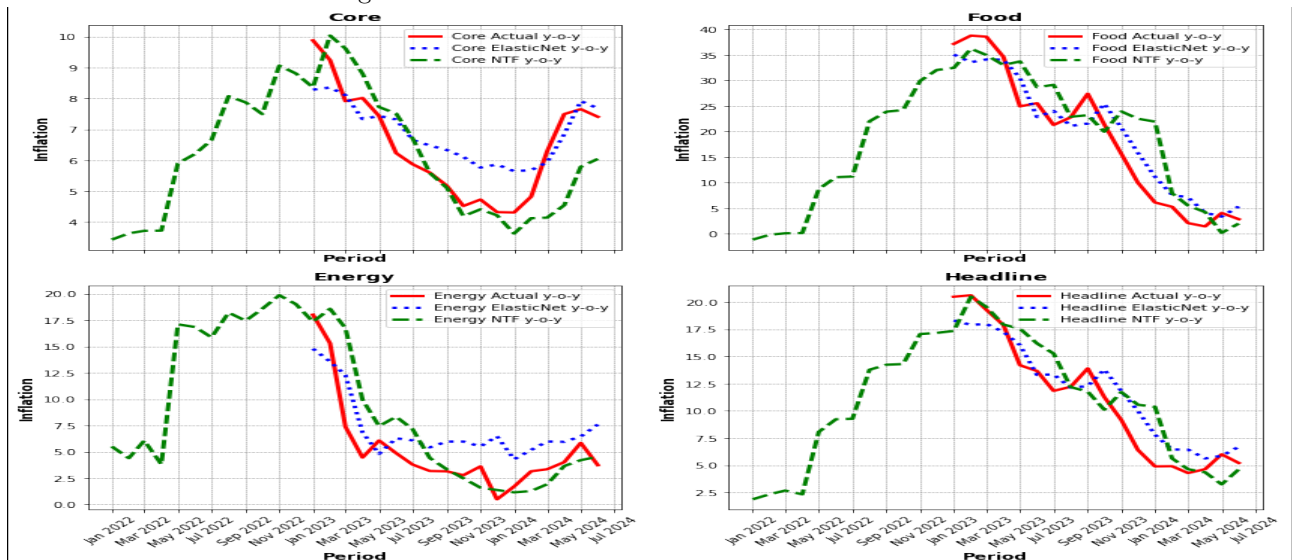 Core
Core Actual y-o-y
Core ElasticNet y-o-y
Core NTF y-o-y
10
9
8
7
6
5
4
Inflation
Period
Food
Food Actual y-o-y
Food ElasticNet y-o-y
Food NTF y-o-y
40
35
30
25
20
15
10
5
0
Inflation
Period
Energy
Energy Actual y-o-y
Energy ElasticNet y-o-y
Energy NTF y-o-y
20.0
17.5
15.0
12.5
10.0
7.5
5.0
2.5
0.0
Inflation
Jan 2022
Mar 2022
May 2022
Jul 2022
Sep 2022
Nov 2022
Jan 2023
Mar 2023
May 2023
Jul 2023
Sep 2023
Nov 2023
Jan 2024
Mar 2024
May 2024
Jul 2024
Period
Headline
Headline Actual y-o-y
Headline ElasticNet y-o-y
Headline NTF y-o-y
20.0
17.5
15.0
12.5
10.0
7.5
5.0
2.5
Inflation
Jan 2022
Mar 2022
May 2022
Jul 2022
Sep 2022
Nov 2022
Jan 2023
Mar 2023
May 2023
Jul 2023
Sep 2023
Nov 2023
Jan 2024
Mar 2024
May 2024
Jul 2024
Period